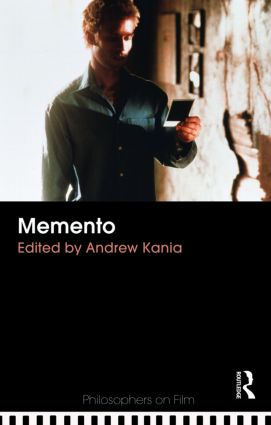 Memento
Edited by Andrew Kania
ROUTLEDGE
Philosophers on Film